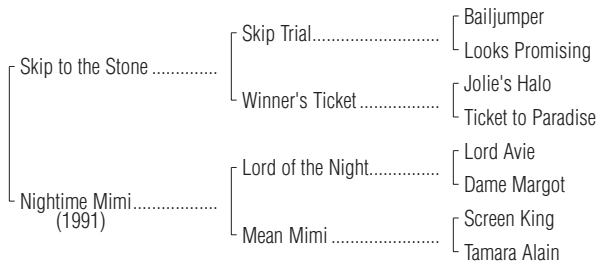 Bailjumper
Skip Trial....................
Looks Promising
Skip to the Stone ..............
Jolie's Halo
Winner's Ticket .................
Ticket to Paradise
Lord Avie
Lord of the Night...............
Dame Margot
Nightime Mimi..................
(1991)
Screen King
Mean Mimi .......................
Tamara Alain